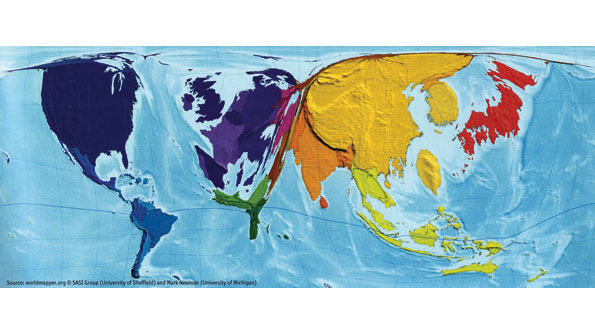 Source: worldmapper.org © SASI Group (University of Sheffield) and Mark Newman (University of Michigan)